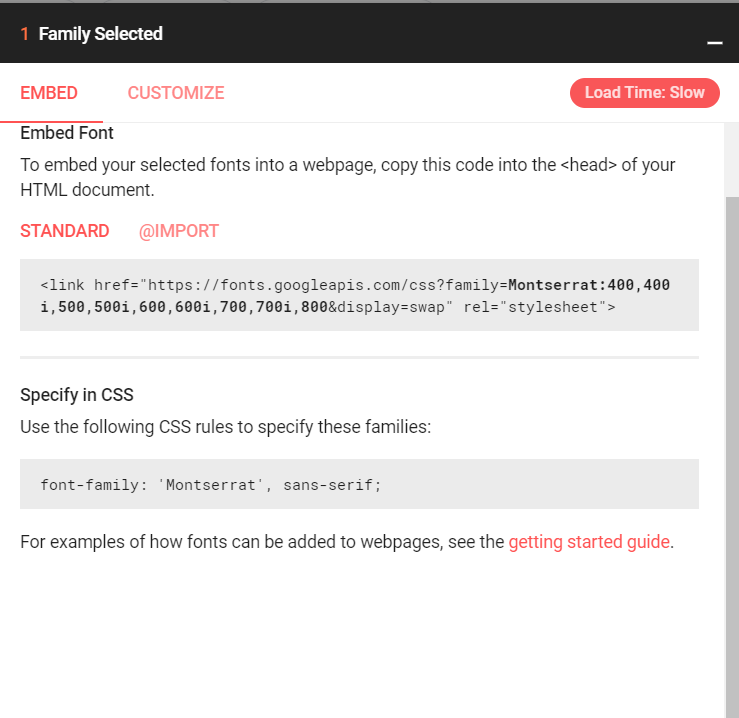 1 Family Selected
EMBED CUSTOMIZE Load Time: Slow
Embed Font
To embed your selected fonts into a webpage, copy this code into the <head> of your
HTML document.
STANDARD @IMPORT
<link href="https://fonts.googleapis.com/css?family=Montserrat:400,400
i,500,500i,600,600i,700,700i,800&display=swap" rel="stylesheet">
Specify in CSS
Use the following CSS rules to specify these families:
font-family: 'Montserrat', sans-serif;
For examples of how fonts can be added to webpages, see the getting started guide.